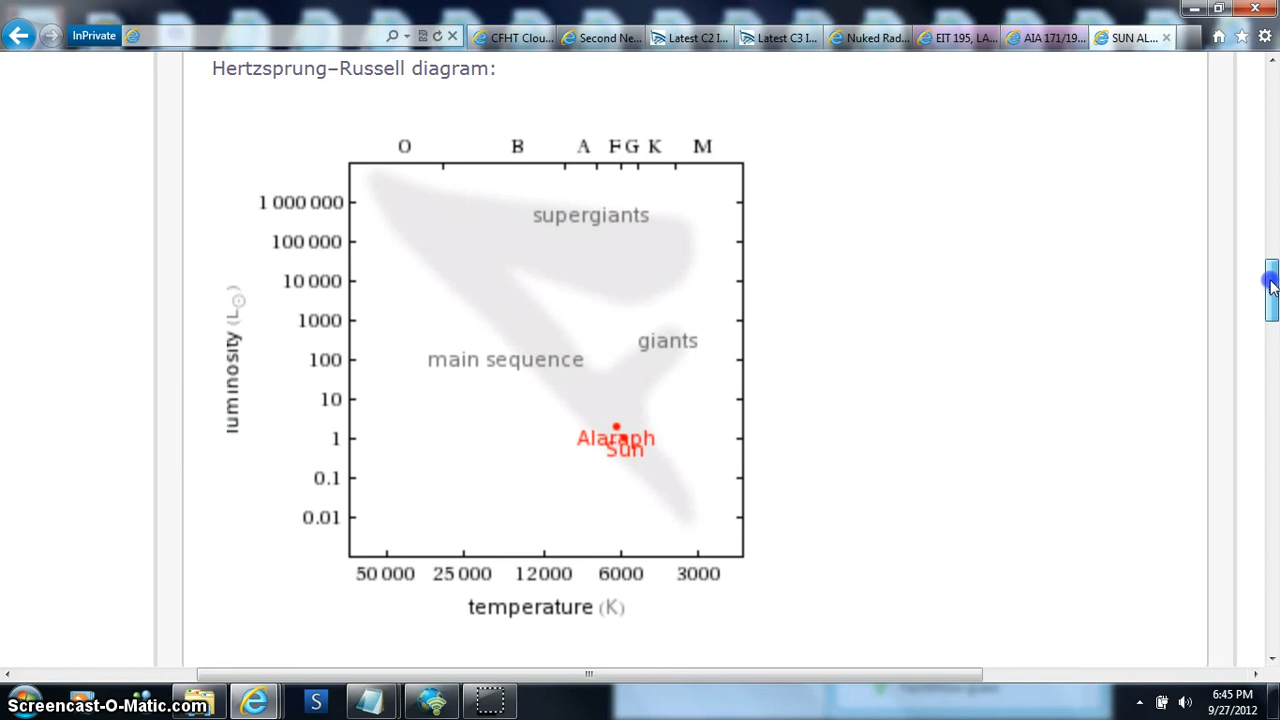 InPrivate
CFHT Clou...
Second Ne...
Latest C2 I...
Latest C3 I...
Nuked Rad...
EIT 195, LA...
AIA 171/19...
SUN AL...
Hertzsprung–Russell diagram:
O B A F G K M
1 000 000
supergiants
100 000
10 000
1000
giants
100
main sequence
10
luminosity (L☉)
1
Alaraph
Sun
0.1
0.01
50 000 25 000 12000 6000 3000
temperature (K)
6:45 PM
Screencast-O-Matic.com
9/27/2012